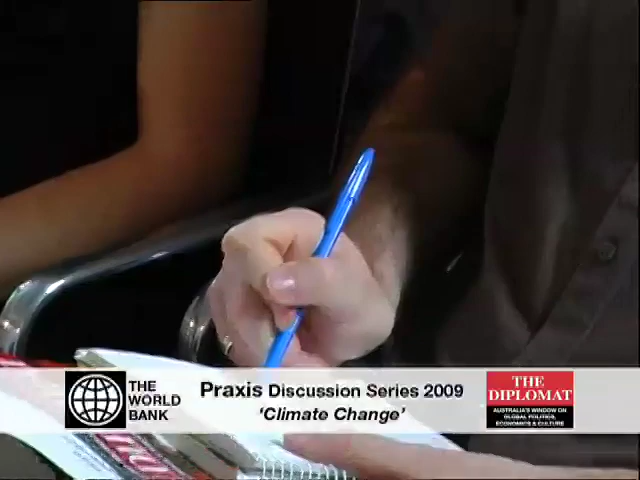 THE
WORLD
BANK
Praxis Discussion Series 2009
'Climate Change'
THE
DIPLOMAT
AUSTRALIA'S WINDOW ON
GLOBAL POLITICS,
ECONOMICS & CULTURE